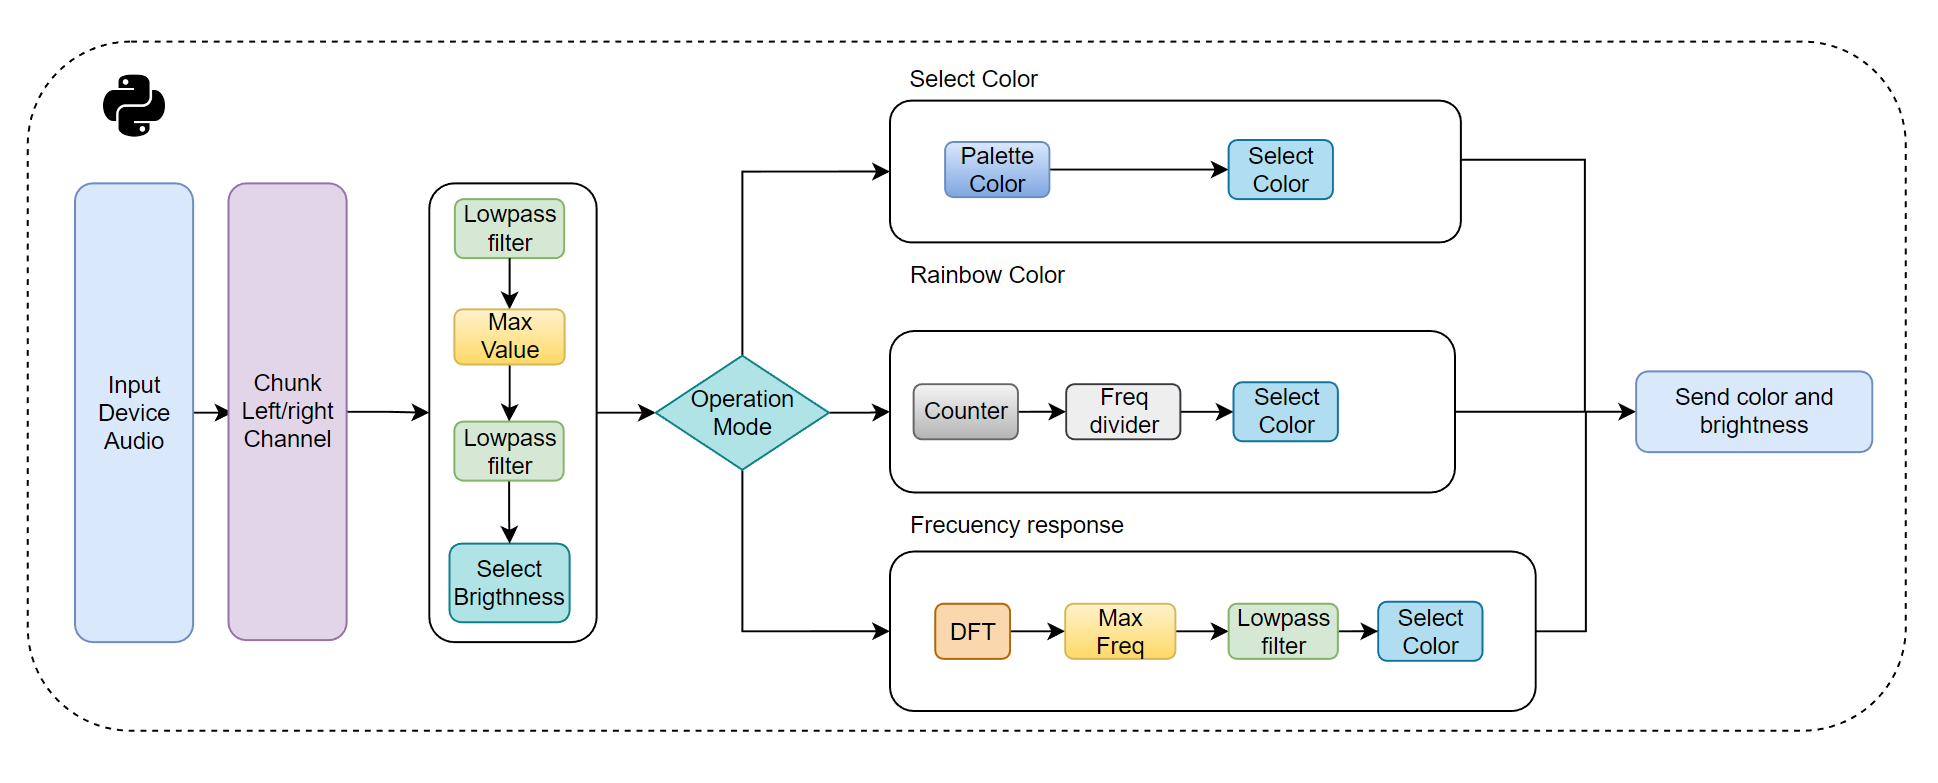 Input
Device
Audio
Chunk
Left/right
Channel
Lowpass
filter
Max
Value
Lowpass
filter
Select
Brigthness
Operation
Mode
Select Color
Palette
Color
Select
Color
Rainbow Color
Counter
Freq
divider
Select
Color
Frecuency response
DFT
Max
Freq
Lowpass
filter
Select
Color
Send color and
brightness